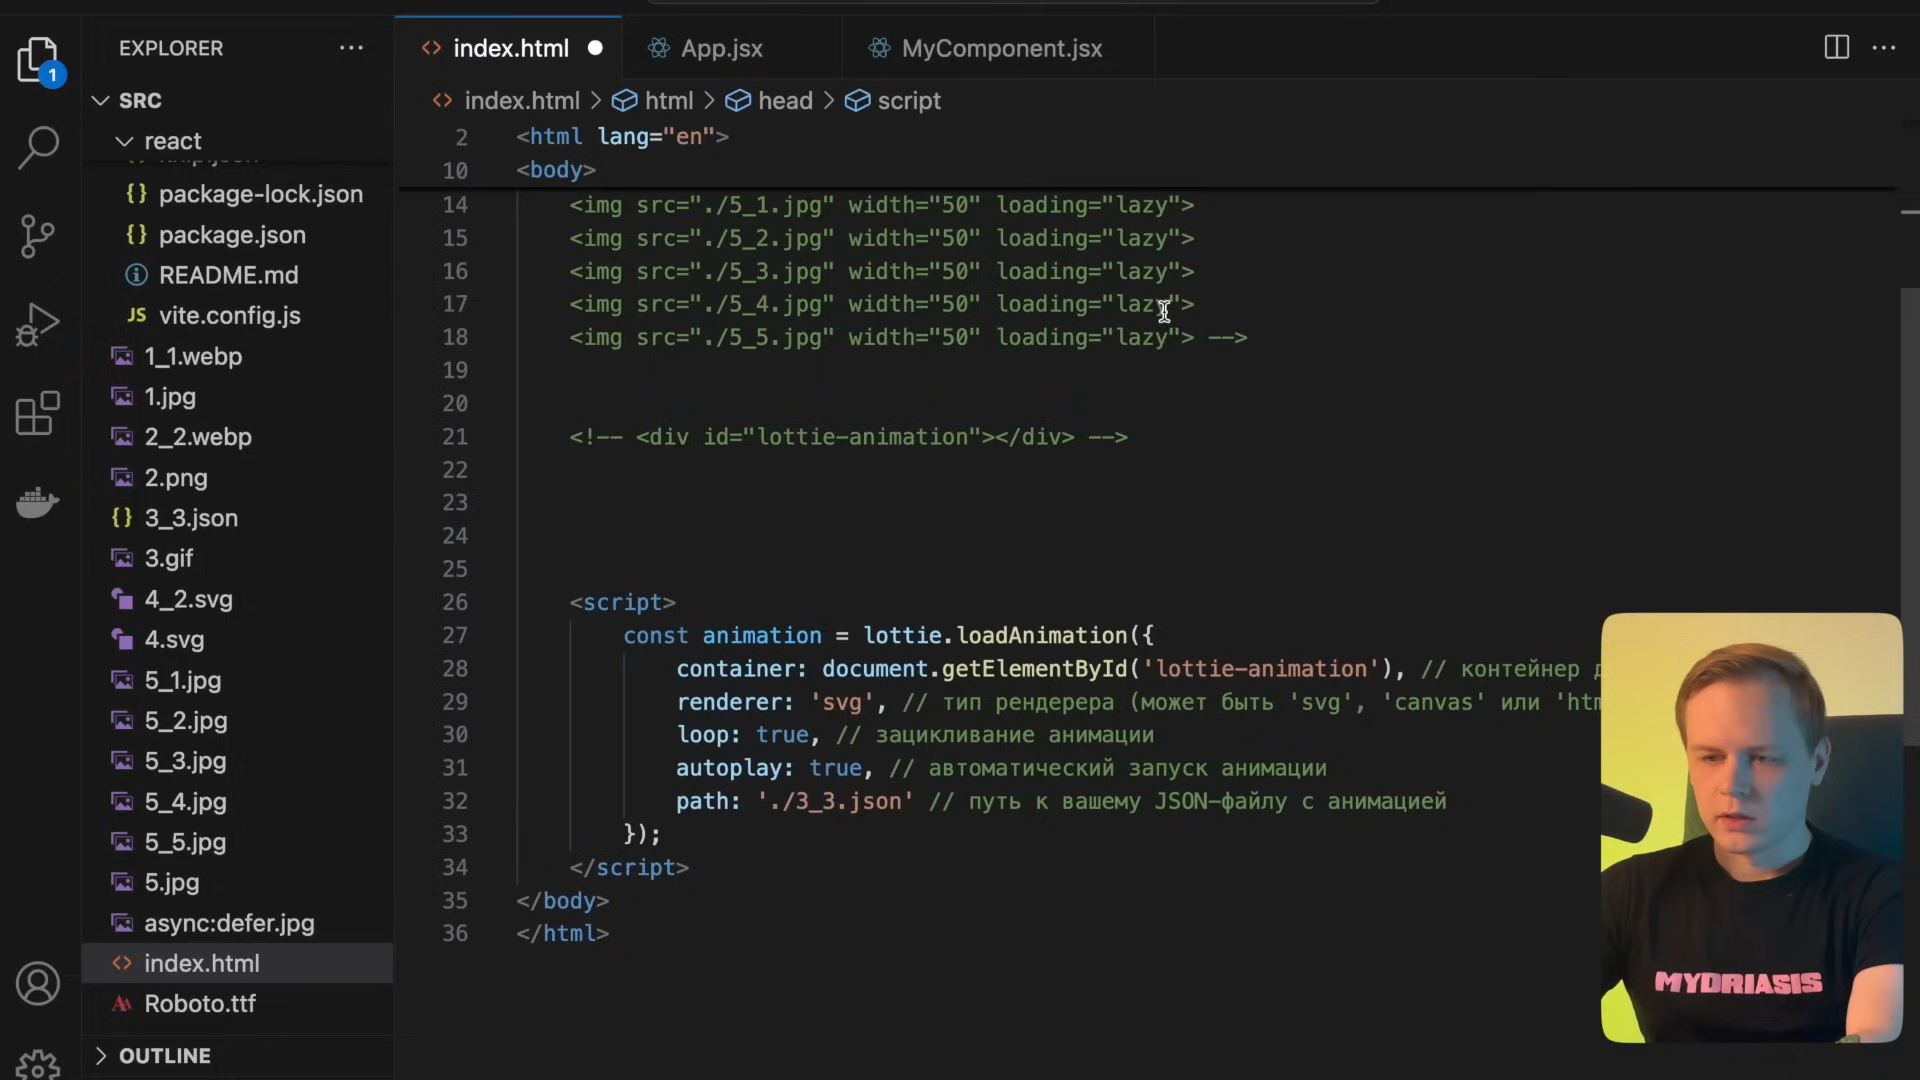 EXPLORER
index.html
App.jsx
MyComponent.jsx
1
SRC
index.html > html > head > script
react
2 <html lang="en">
10 <body>
package-lock.json
package.json
README.md
JS vite.config.js
1_1.webp
1.jpg
2_2.webp
2.png
3_3.json
3.gif
4_2.svg
4.svg
5_1.jpg
5_2.jpg
5_3.jpg
5_4.jpg
5_5.jpg
5.jpg
async:defer.jpg
index.html
Roboto.ttf
OUTLINE
14 <img src="./5_1.jpg" width="50" loading="lazy">
15 <img src="./5_2.jpg" width="50" loading="lazy">
16 <img src="./5_3.jpg" width="50" loading="lazy">
17 <img src="./5_4.jpg" width="50" loading="lazy">
18 <img src="./5_5.jpg" width="50" loading="lazy"> -->
19
20
21 <!-- <div id="lottie-animation"></div> -->
22
23
24
25
26 <script>
27 const animation = lottie.loadAnimation({
28 container: document.getElementById('lottie-animation'), // контейнер
29 renderer: 'svg', // тип рендерера (может быть 'svg', 'canvas' или 'htm
30 loop: true, // зацикливание анимации
31 autoplay: true, // автоматический запуск анимации
32 path: './3_3.json' // путь к вашему JSON-файлу с анимацией
33 });
34 </script>
35 </body>
36 </html>
MYDRIASIS